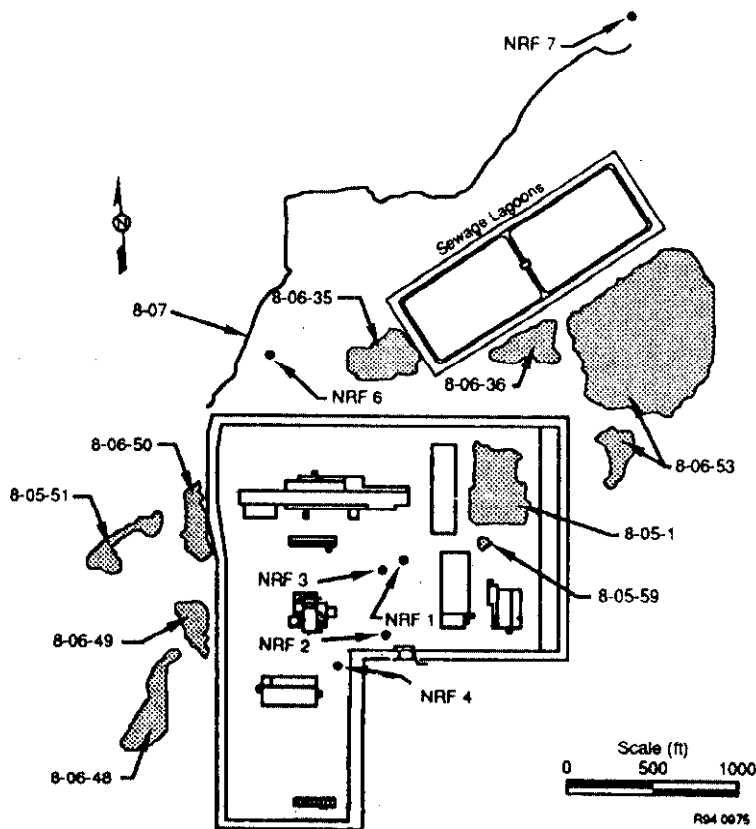 NRF 7
Sewage Lagoons
8-07
8-06-35
8-06-36
NRF 6
8-06-50
8-06-53
8-05-51
8-05-1
8-05-59
NRF 3
NRF 1
8-06-49
NRF 2
NRF 4
8-06-48
N
Scale (ft)
0 500 1000
R94 0975